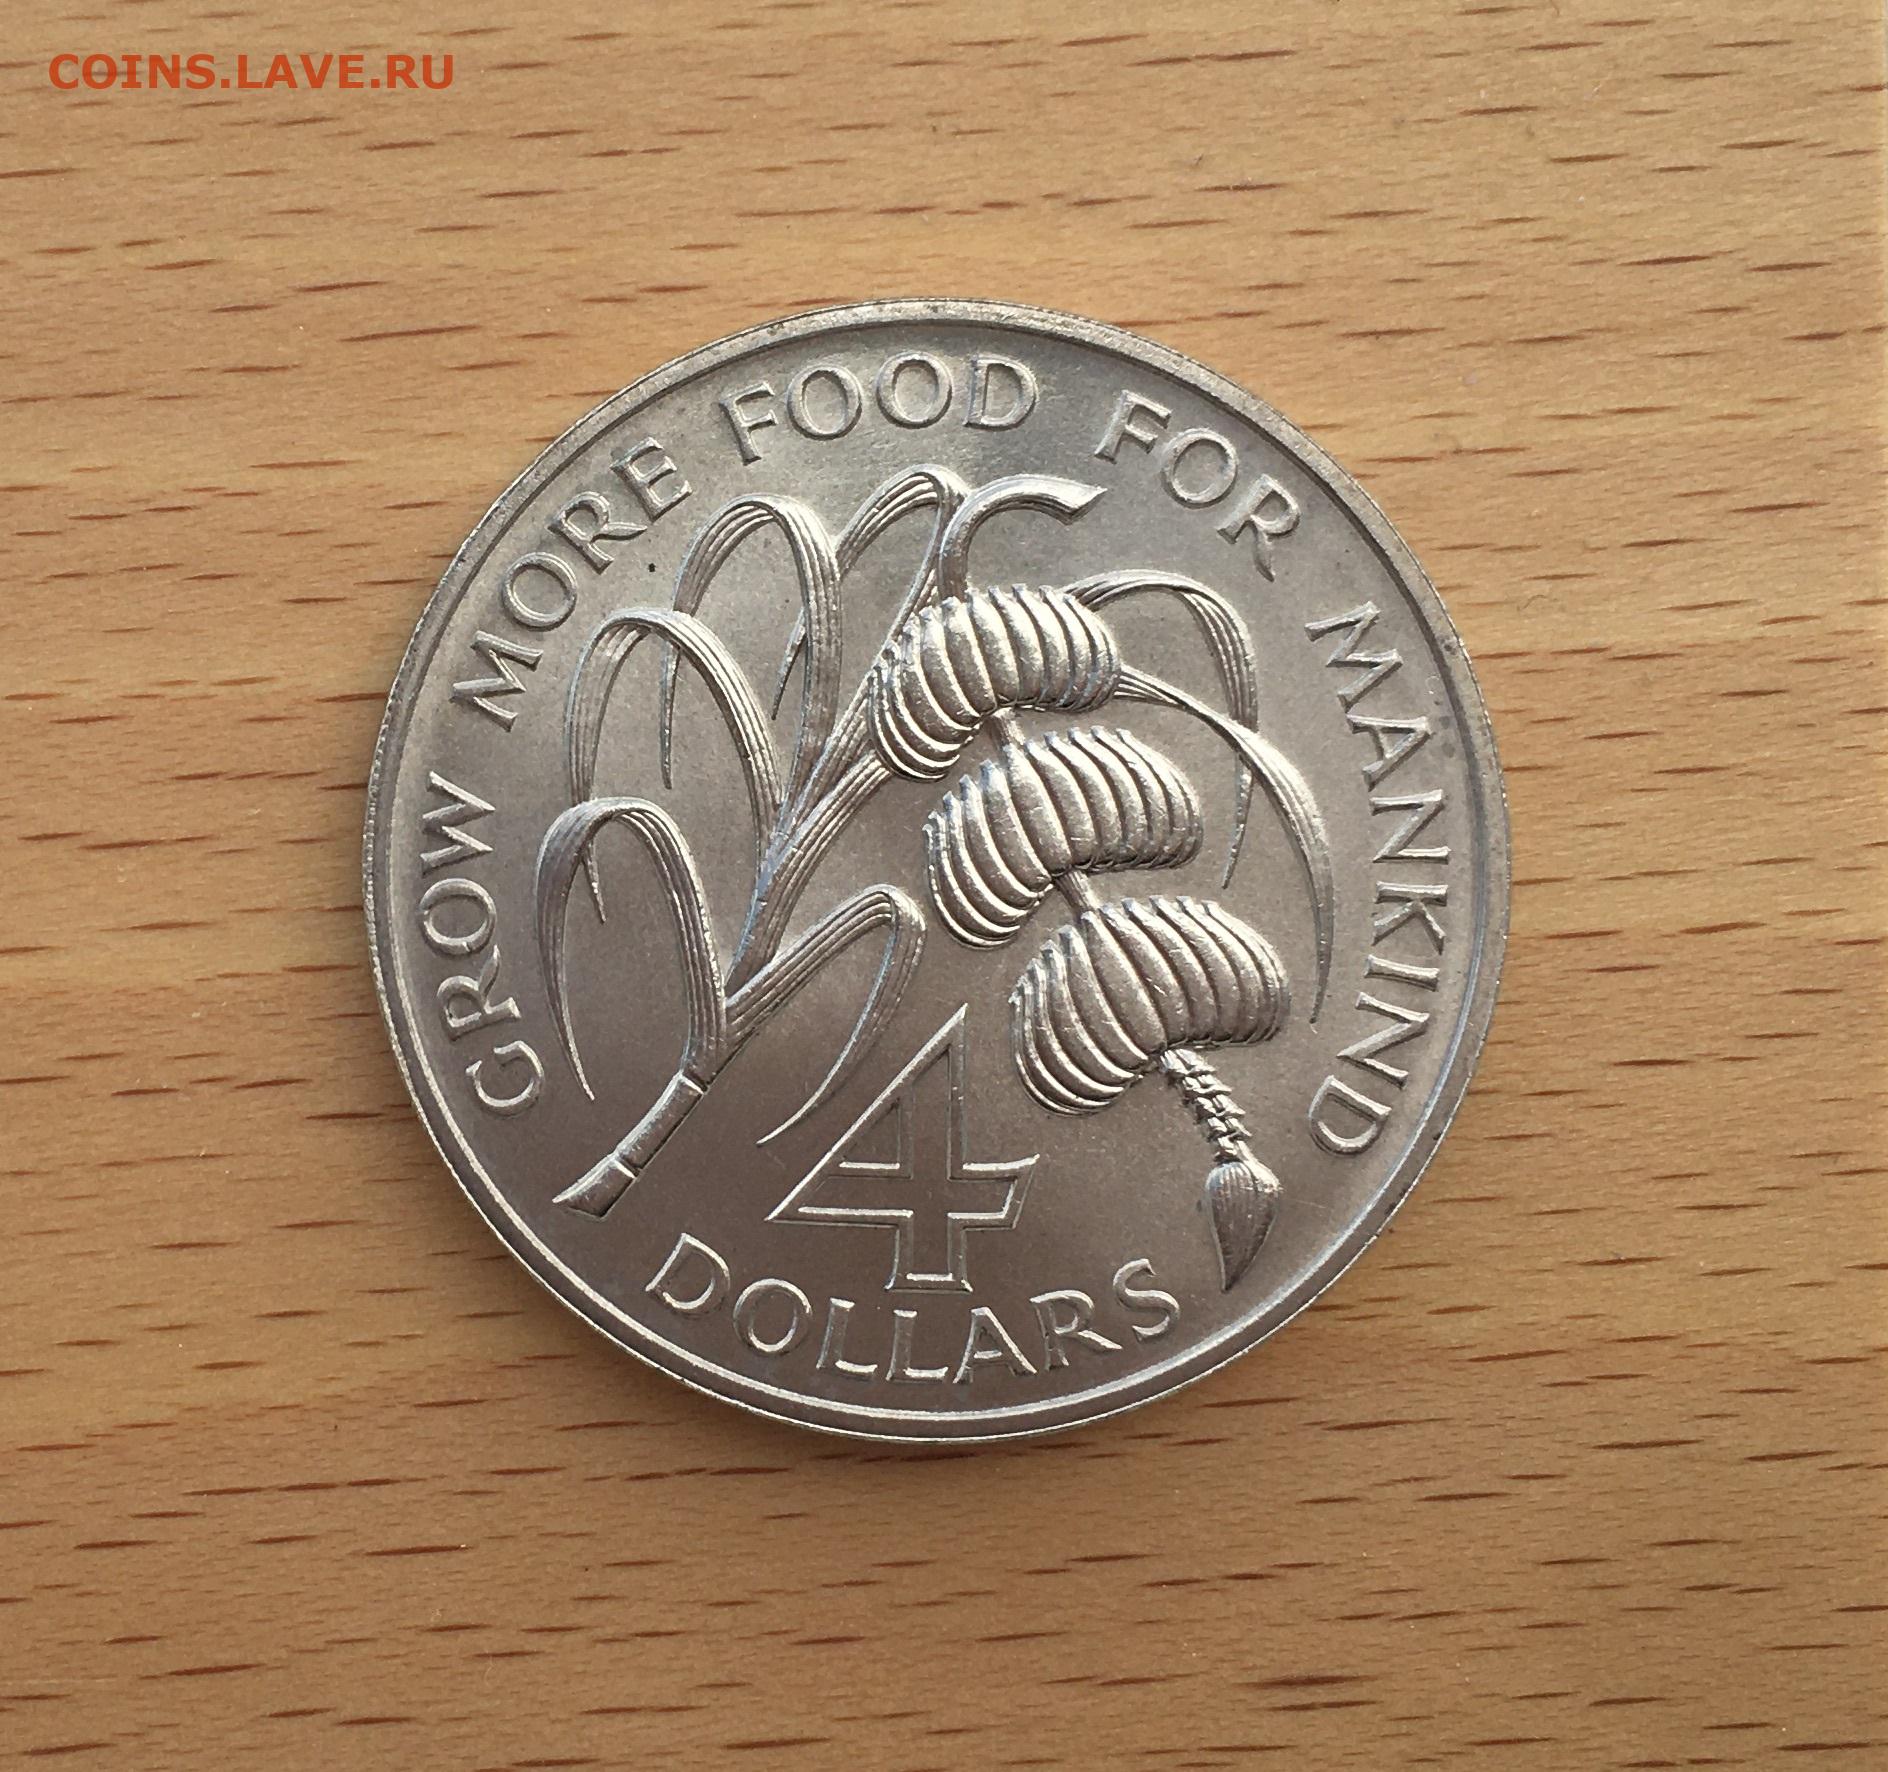 COINS.LAVE.RU
GROW MORE FOOD FOR MANKIND
4
DOLLARS